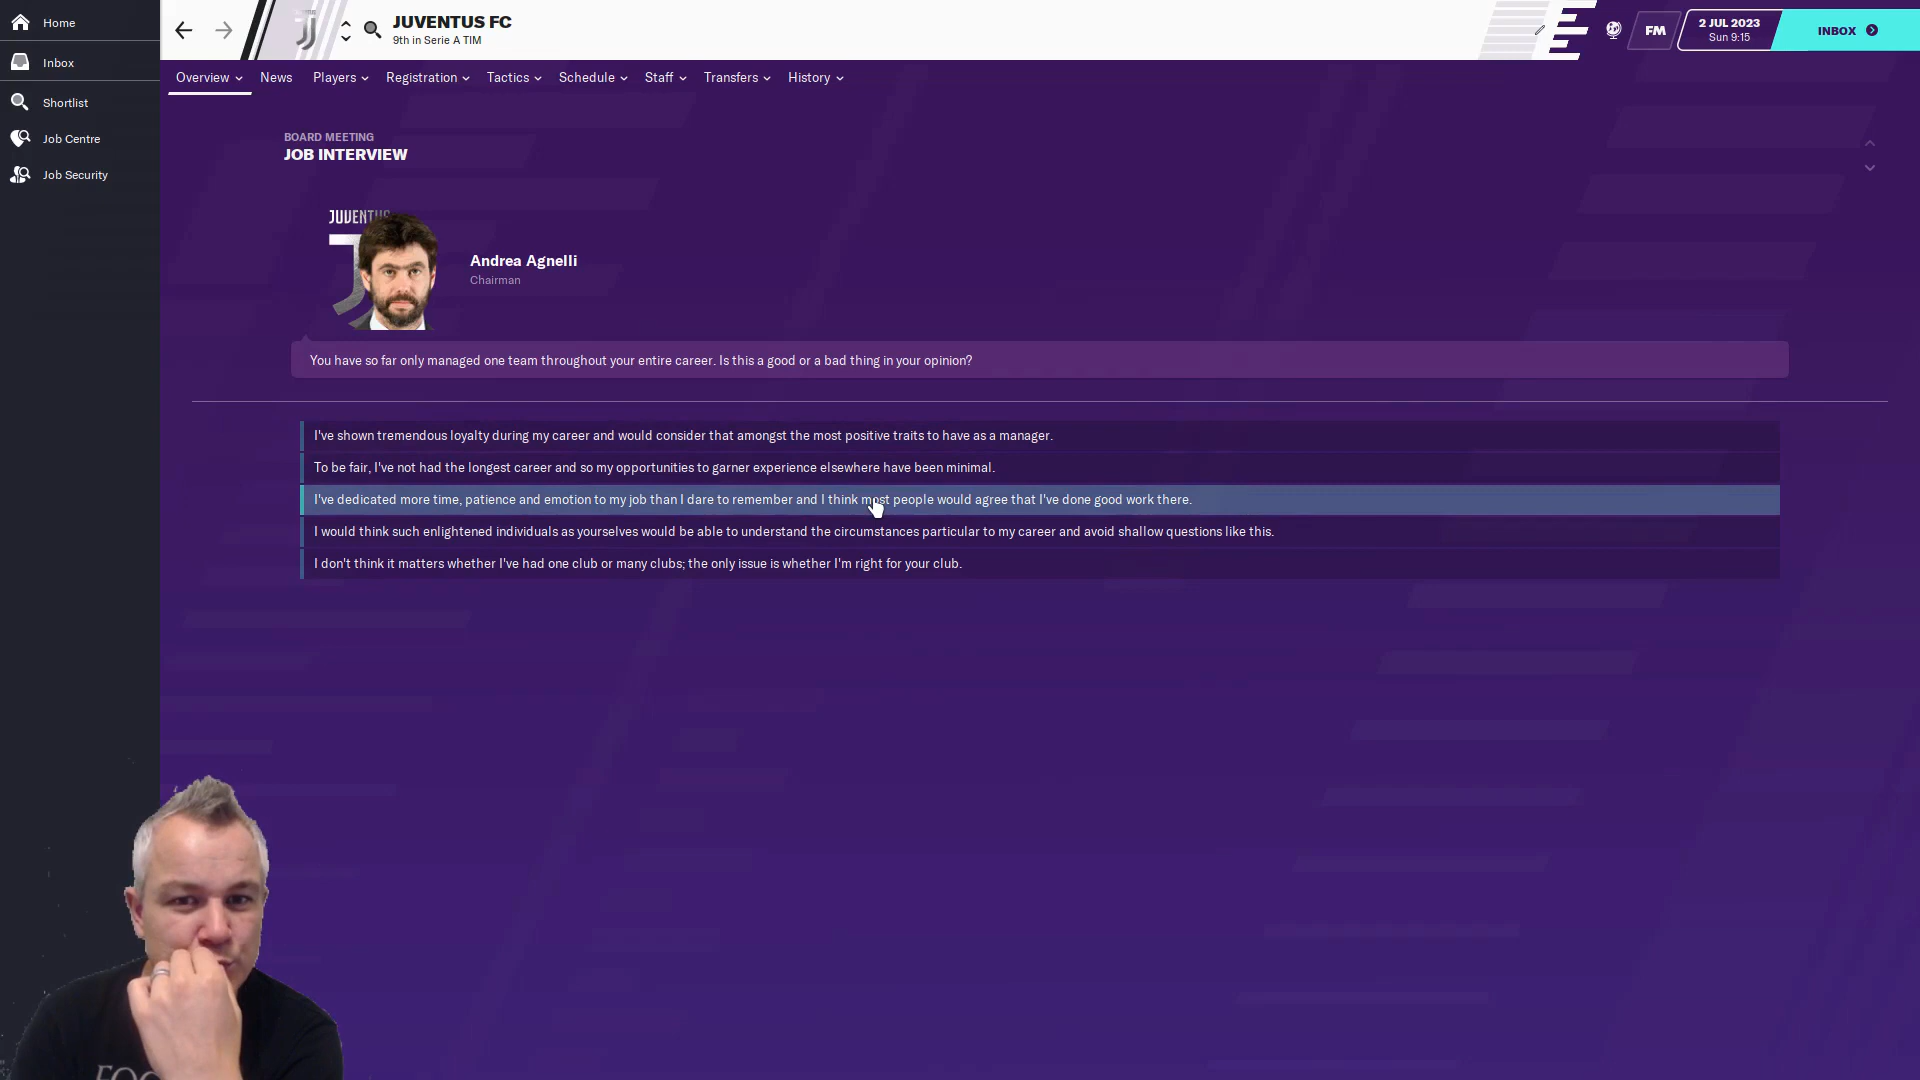 Home
Inbox
Shortlist
Job Centre
Job Security
JUVENTUS FC
9th in Serie A TIM
FM
2 JUL 2023
Sun 9:15
INBOX
Overview
News
Players
Registration
Tactics
Schedule
Staff
Transfers
History
BOARD MEETING
JOB INTERVIEW
JUVENTUS
Andrea Agnelli
Chairman
You have so far only managed one team throughout your entire career. Is this a good or a bad thing in your opinion?
I've shown tremendous loyalty during my career and would consider that amongst the most positive traits to have as a manager.
To be fair, I've not had the longest career and so my opportunities to garner experience elsewhere have been minimal.
I've dedicated more time, patience and emotion to my job than I dare to remember and I think most people would agree that I've done good work there.
I would think such enlightened individuals as yourselves would be able to understand the circumstances particular to my career and avoid shallow questions like this.
I don't think it matters whether I've had one club or many clubs; the only issue is whether I'm right for your club.